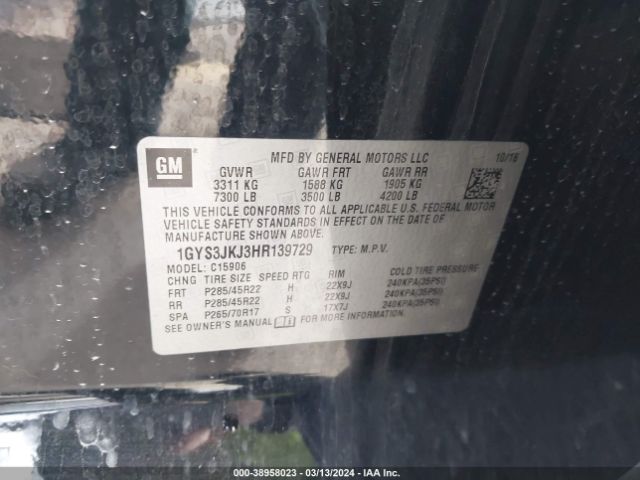 GM
MFD BY GENERAL MOTORS LLC 10/16
GVWR GAWR FRT GAWR RR
3311 KG 1588 KG 1905 KG
7300 LB 3500 LB 4200 LB
THIS VEHICLE CONFORMS TO ALL APPLICABLE U.S. FEDERAL MOTOR
VEHICLE SAFETY STANDARDS IN EFFECT ON THE DATE OF
MANUFACTURE SHOWN ABOVE.
1GYS3JKJ3HR139729 TYPE: M.P.V.
MODEL: C15906
CHNG TIRE SIZE SPEED RTG RIM COLD TIRE PRESSURE
FRT P285/45R22 H 22X9J 240KPA(35PSI)
RR P285/45R22 H 22X9J 240KPA(35PSI)
SPA P265/70R17 S 17X7J 240KPA(35PSI)
SEE OWNER'S MANUAL FOR MORE INFORMATION.
000-38958023 - 03/13/2024 - IAA Inc.